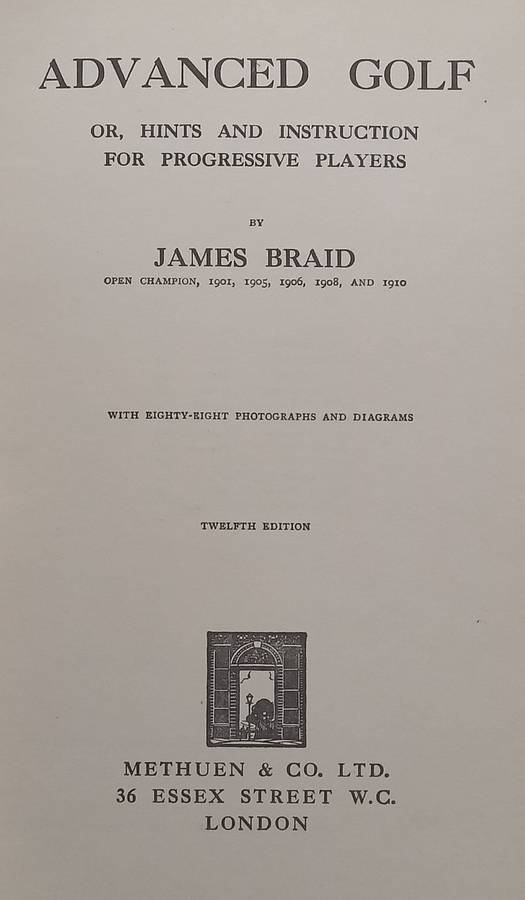 ADVANCED GOLF
OR, HINTS AND INSTRUCTION
FOR PROGRESSIVE PLAYERS
BY
JAMES BRAID
OPEN CHAMPION, 1901, 1905, 1906, 1908, AND 1910
WITH EIGHTY-EIGHT PHOTOGRAPHS AND DIAGRAMS
TWELFTH EDITION
METHUEN & CO. LTD.
36 ESSEX STREET W.C.
LONDON